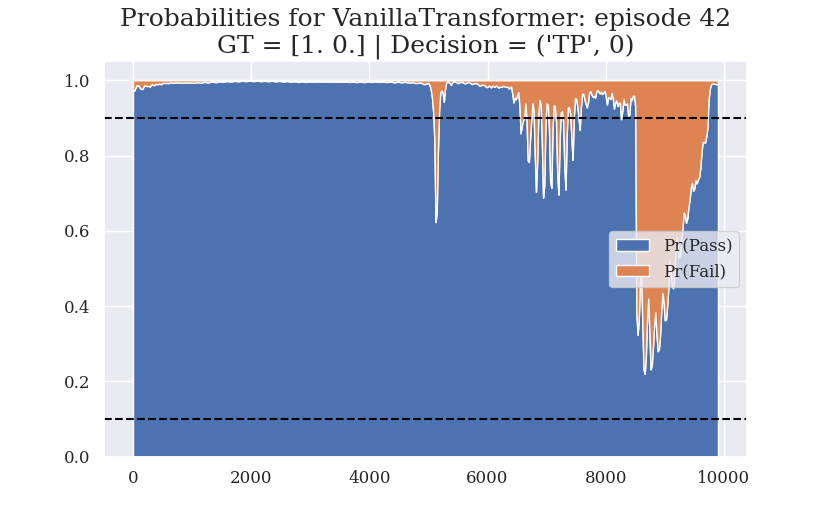 Probabilities for VanillaTransformer: episode 42
GT = [1. 0.] | Decision = ('TP', 0)
1.0
0.8
0.6
0.4
0.2
0.0
Pr(Pass)
Pr(Fail)
0 2000 4000 6000 8000 10000